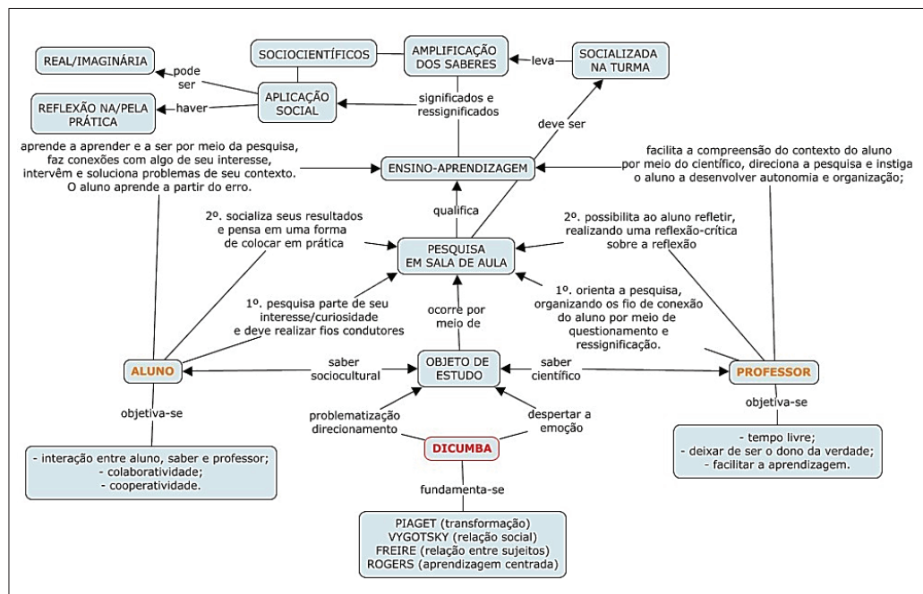 REAL/IMAGINÁRIA
pode
ser
SOCIOCIENTÍFICOS
AMPLIFICAÇÃO
DOS SABERES
leva
SOCIALIZADA
NA TURMA
REFLEXÃO NA/PELA
PRÁTICA
haver
APLICAÇÃO
SOCIAL
significados e
ressignificados
deve ser
aprende a aprender e a ser por meio da pesquisa,
faz conexões com algo de seu interesse,
intervêm e soluciona problemas de seu contexto.
O aluno aprende a partir do erro.
ENSINO-APRENDIZAGEM
facilita a compreensão do contexto do aluno
por meio do científico, direciona a pesquisa e instiga
o aluno a desenvolver autonomia e organização;
qualifica
2º. socializa seus resultados
e pensa em uma forma
de colocar em prática
PESQUISA
EM SALA DE AULA
2º. possibilita ao aluno refletir,
realizando uma reflexão-crítica
sobre a reflexão
1º. pesquisa parte de seu
interesse/curiosidade
e deve realizar fios condutores
ocorre por
meio de
1º. orienta a pesquisa,
organizando os fio de conexão
do aluno por meio de
questionamento e
ressignificação.
ALUNO
saber
sociocultural
OBJETO DE
ESTUDO
saber
científico
PROFESSOR
objetiva-se
problematização
direcionamento
despertar a
emoção
objetiva-se
- interação entre aluno, saber e professor;
- colaboratividade;
- cooperatividade.
DICUMBA
- tempo livre;
- deixar de ser o dono da verdade;
- facilitar a aprendizagem.
fundamenta-se
PIAGET (transformação)
VYGOTSKY (relação social)
FREIRE (relação entre sujeitos)
ROGERS (aprendizagem centrada)